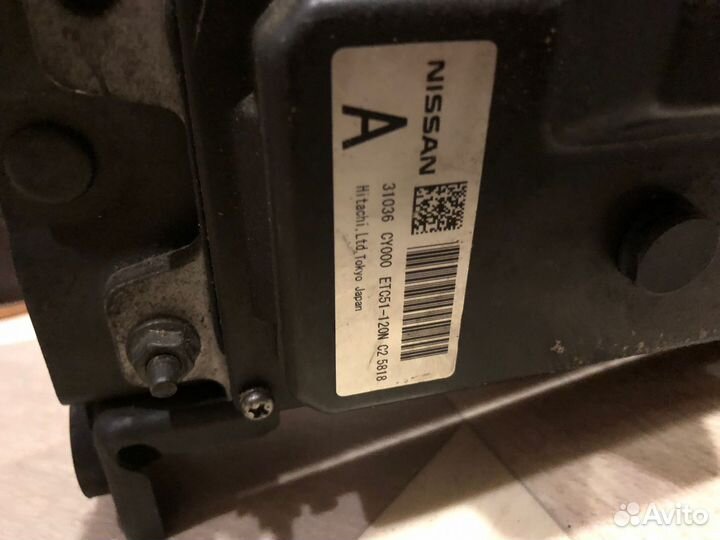 NISSAN
A
31036 CY000 ETC51-120N C2 5818
Hitachi,Ltd,Tokyo Japan
Avito